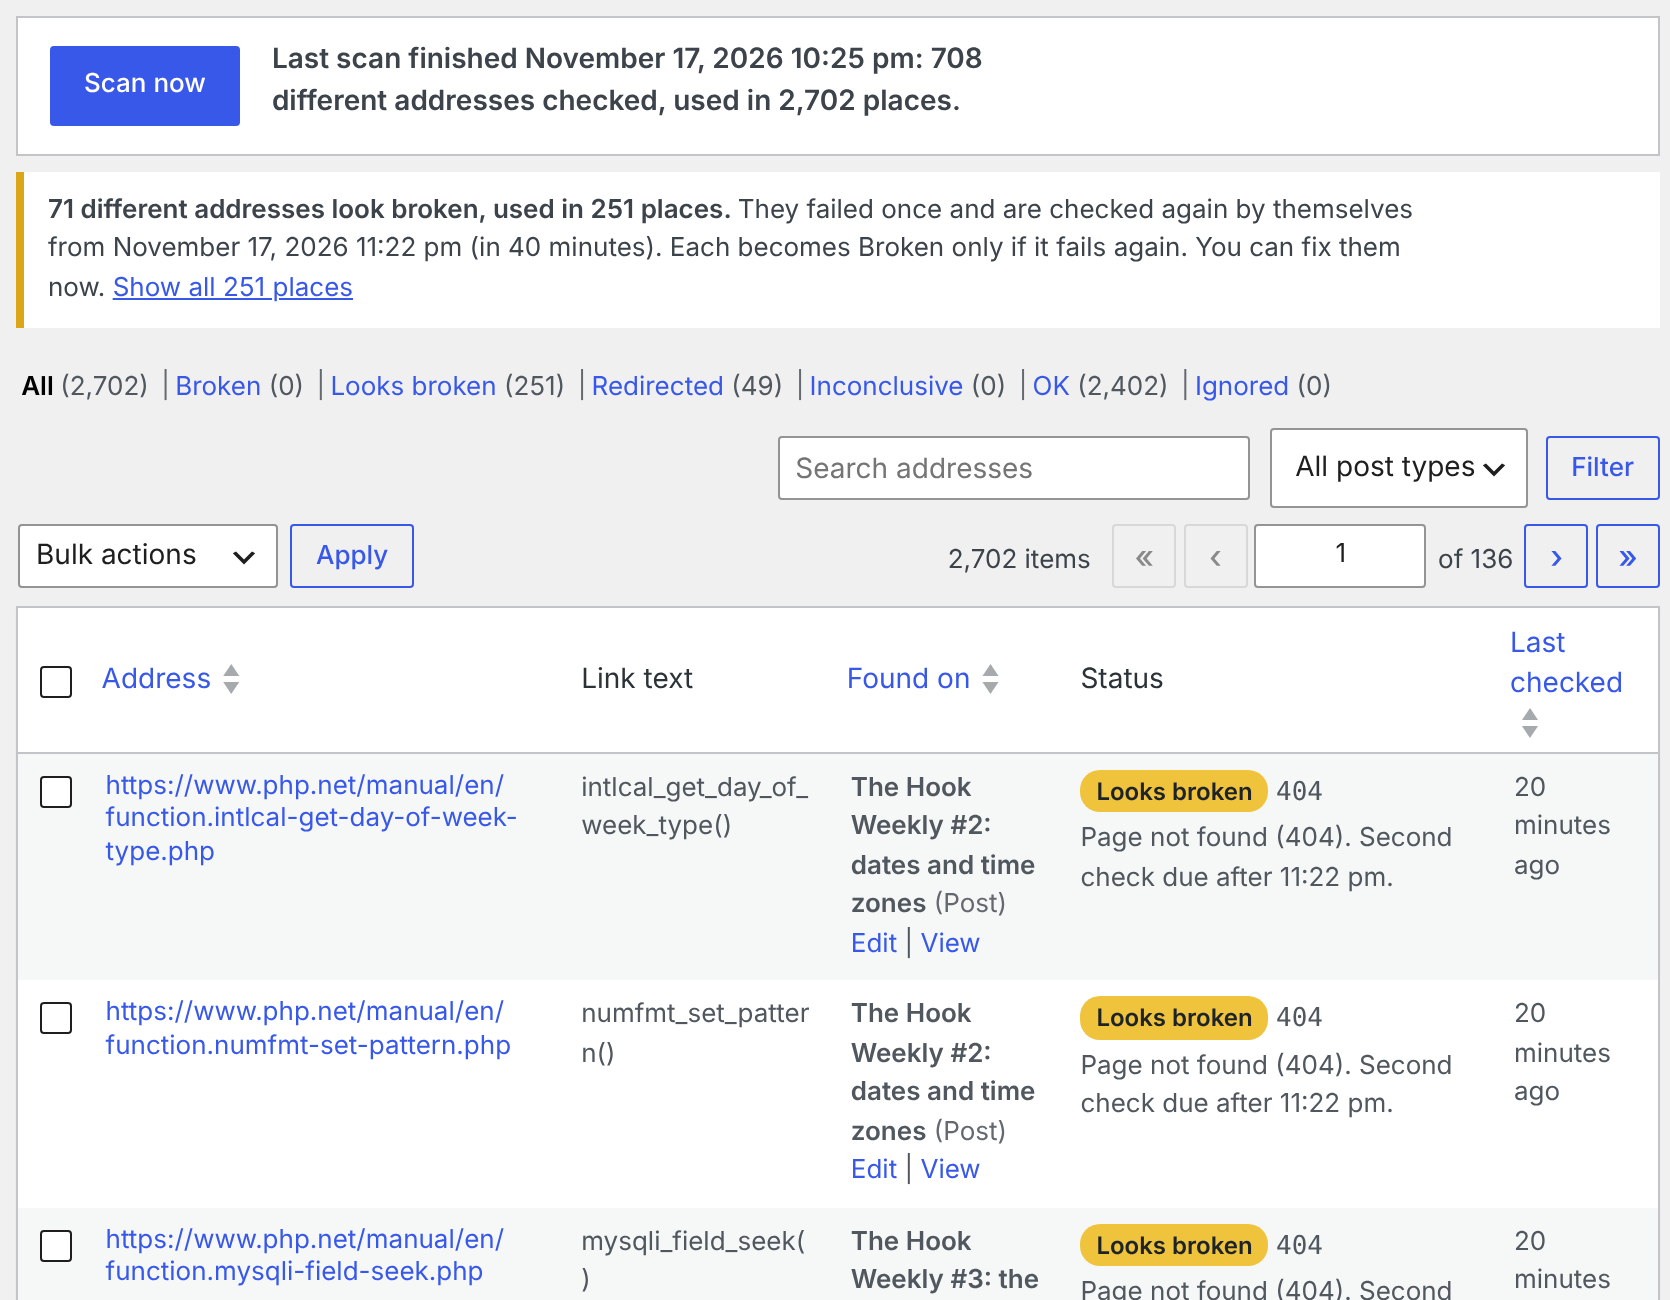 Scan now
Last scan finished November 17, 2026 10:25 pm: 708
different addresses checked, used in 2,702 places.
71 different addresses look broken, used in 251 places. They failed once and are checked again by themselves
from November 17, 2026 11:22 pm (in 40 minutes). Each becomes Broken only if it fails again. You can fix them
now. Show all 251 places
All (2,702) | Broken (0) | Looks broken (251) | Redirected (49) | Inconclusive (0) | OK (2,402) | Ignored (0)
Search addresses
All post types
Filter
Bulk actions
Apply
2,702 items
«
‹
1
of 136
›
»
Address
Link text
Found on
Status
Last
checked
https://www.php.net/manual/en/
function.intlcal-get-day-of-week-
type.php
intlcal_get_day_of_
week_type()
The Hook
Weekly #2:
dates and time
zones (Post)
Edit | View
Looks broken 404
Page not found (404). Second
check due after 11:22 pm.
20
minutes
ago
https://www.php.net/manual/en/
function.numfmt-set-pattern.php
numfmt_set_patter
n()
The Hook
Weekly #2:
dates and time
zones (Post)
Edit | View
Looks broken 404
Page not found (404). Second
check due after 11:22 pm.
20
minutes
ago
https://www.php.net/manual/en/
function.mysqli-field-seek.php
mysqli_field_seek(
)
The Hook
Weekly #3: the
Looks broken 404
Page not found (404). Second
20
minutes